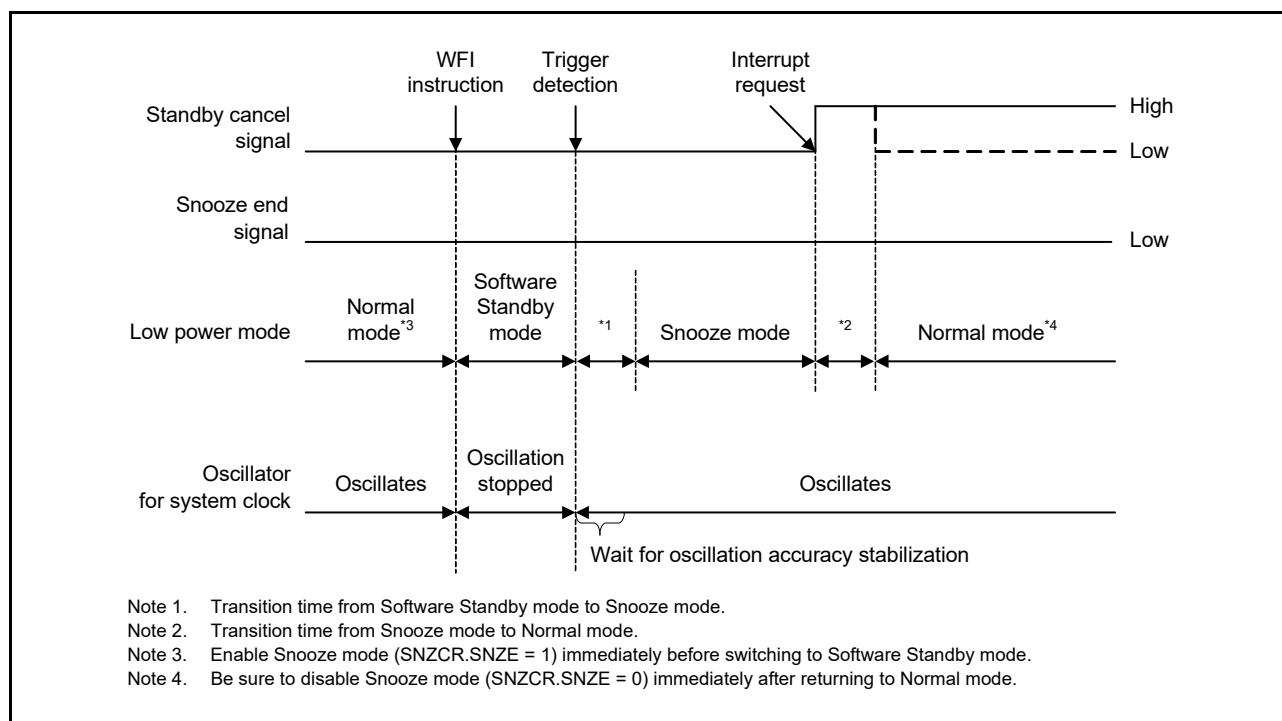 WFI
instruction
Trigger
detection
Interrupt
request
Standby cancel
signal
High
Low
Snooze end
signal
Low
Low power mode
Normal
mode*3
Software
Standby
mode
*1
Snooze mode
*2
Normal mode*4
Oscillator
for system clock
Oscillates
Oscillation
stopped
Oscillates
Wait for oscillation accuracy stabilization
Note 1. Transition time from Software Standby mode to Snooze mode.
Note 2. Transition time from Snooze mode to Normal mode.
Note 3. Enable Snooze mode (SNZCR.SNZE = 1) immediately before switching to Software Standby mode.
Note 4. Be sure to disable Snooze mode (SNZCR.SNZE = 0) immediately after returning to Normal mode.